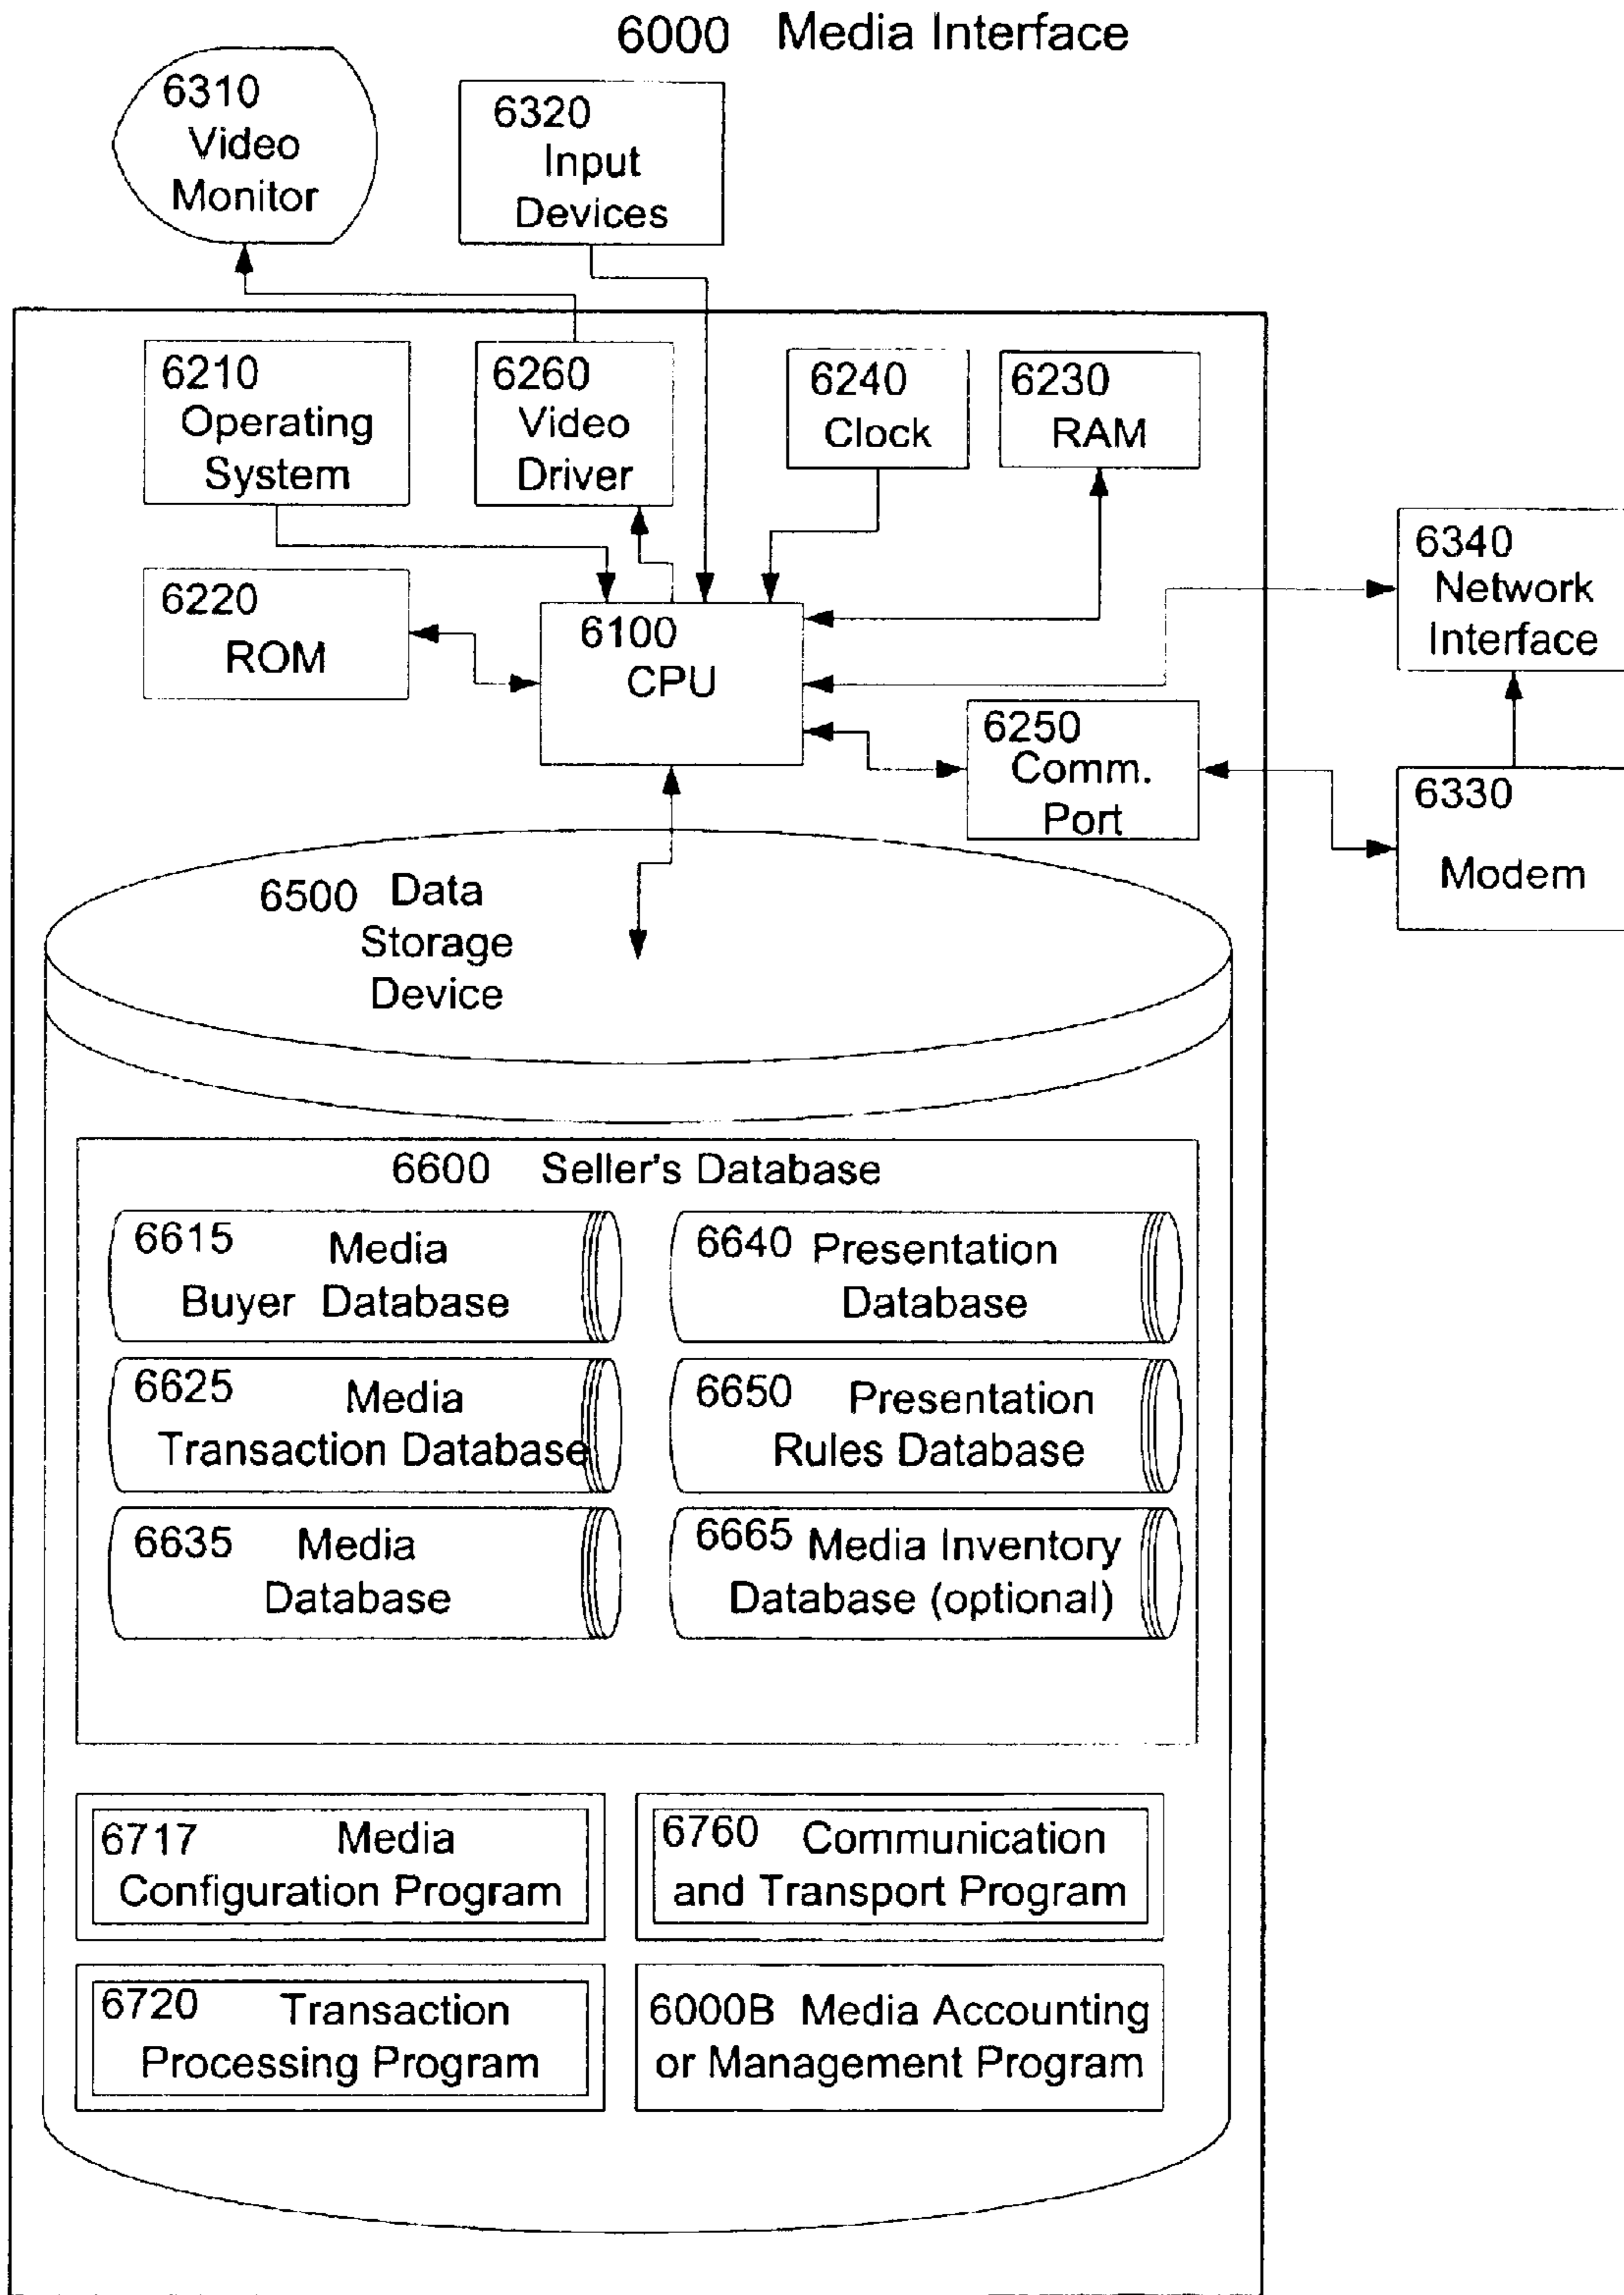 6000 Media Interface
6310
Video
Monitor
6320
Input
Devices
6210
Operating
System
6260
Video
Driver
6240
Clock
6230
RAM
6340
Network
Interface
6220
ROM
6100
CPU
6250
Comm.
Port
6330
Modem
6500 Data
Storage
Device
6600 Seller's Database
6615 Media
Buyer Database
6640 Presentation
Database
6625 Media
Transaction Database
6650 Presentation
Rules Database
6635 Media
Database
6665 Media Inventory
Database (optional)
6717 Media
Configuration Program
6760 Communication
and Transport Program
6720 Transaction
Processing Program
6000B Media Accounting
or Management Program